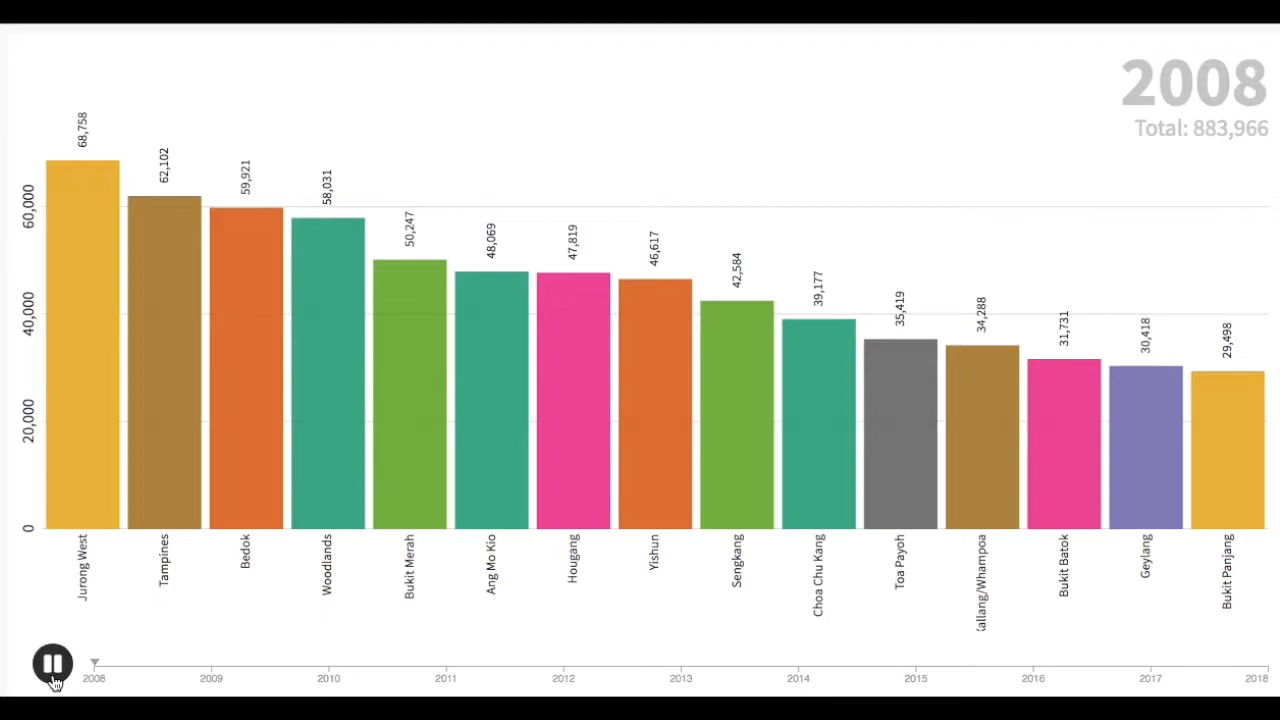 2008
Total: 883,966
68,758
62,102
59,921
58,031
50,247
48,069
47,819
46,617
42,584
39,177
35,419
34,288
31,731
30,418
29,498
60,000
40,000
20,000
0
Jurong West
Tampines
Bedok
Woodlands
Bukit Merah
Ang Mo Kio
Hougang
Yishun
Sengkang
Choa Chu Kang
Toa Payoh
Kallang/Whampoa
Bukit Batok
Geylang
Bukit Panjang
2008
2009
2010
2011
2012
2013
2014
2015
2016
2017
2018